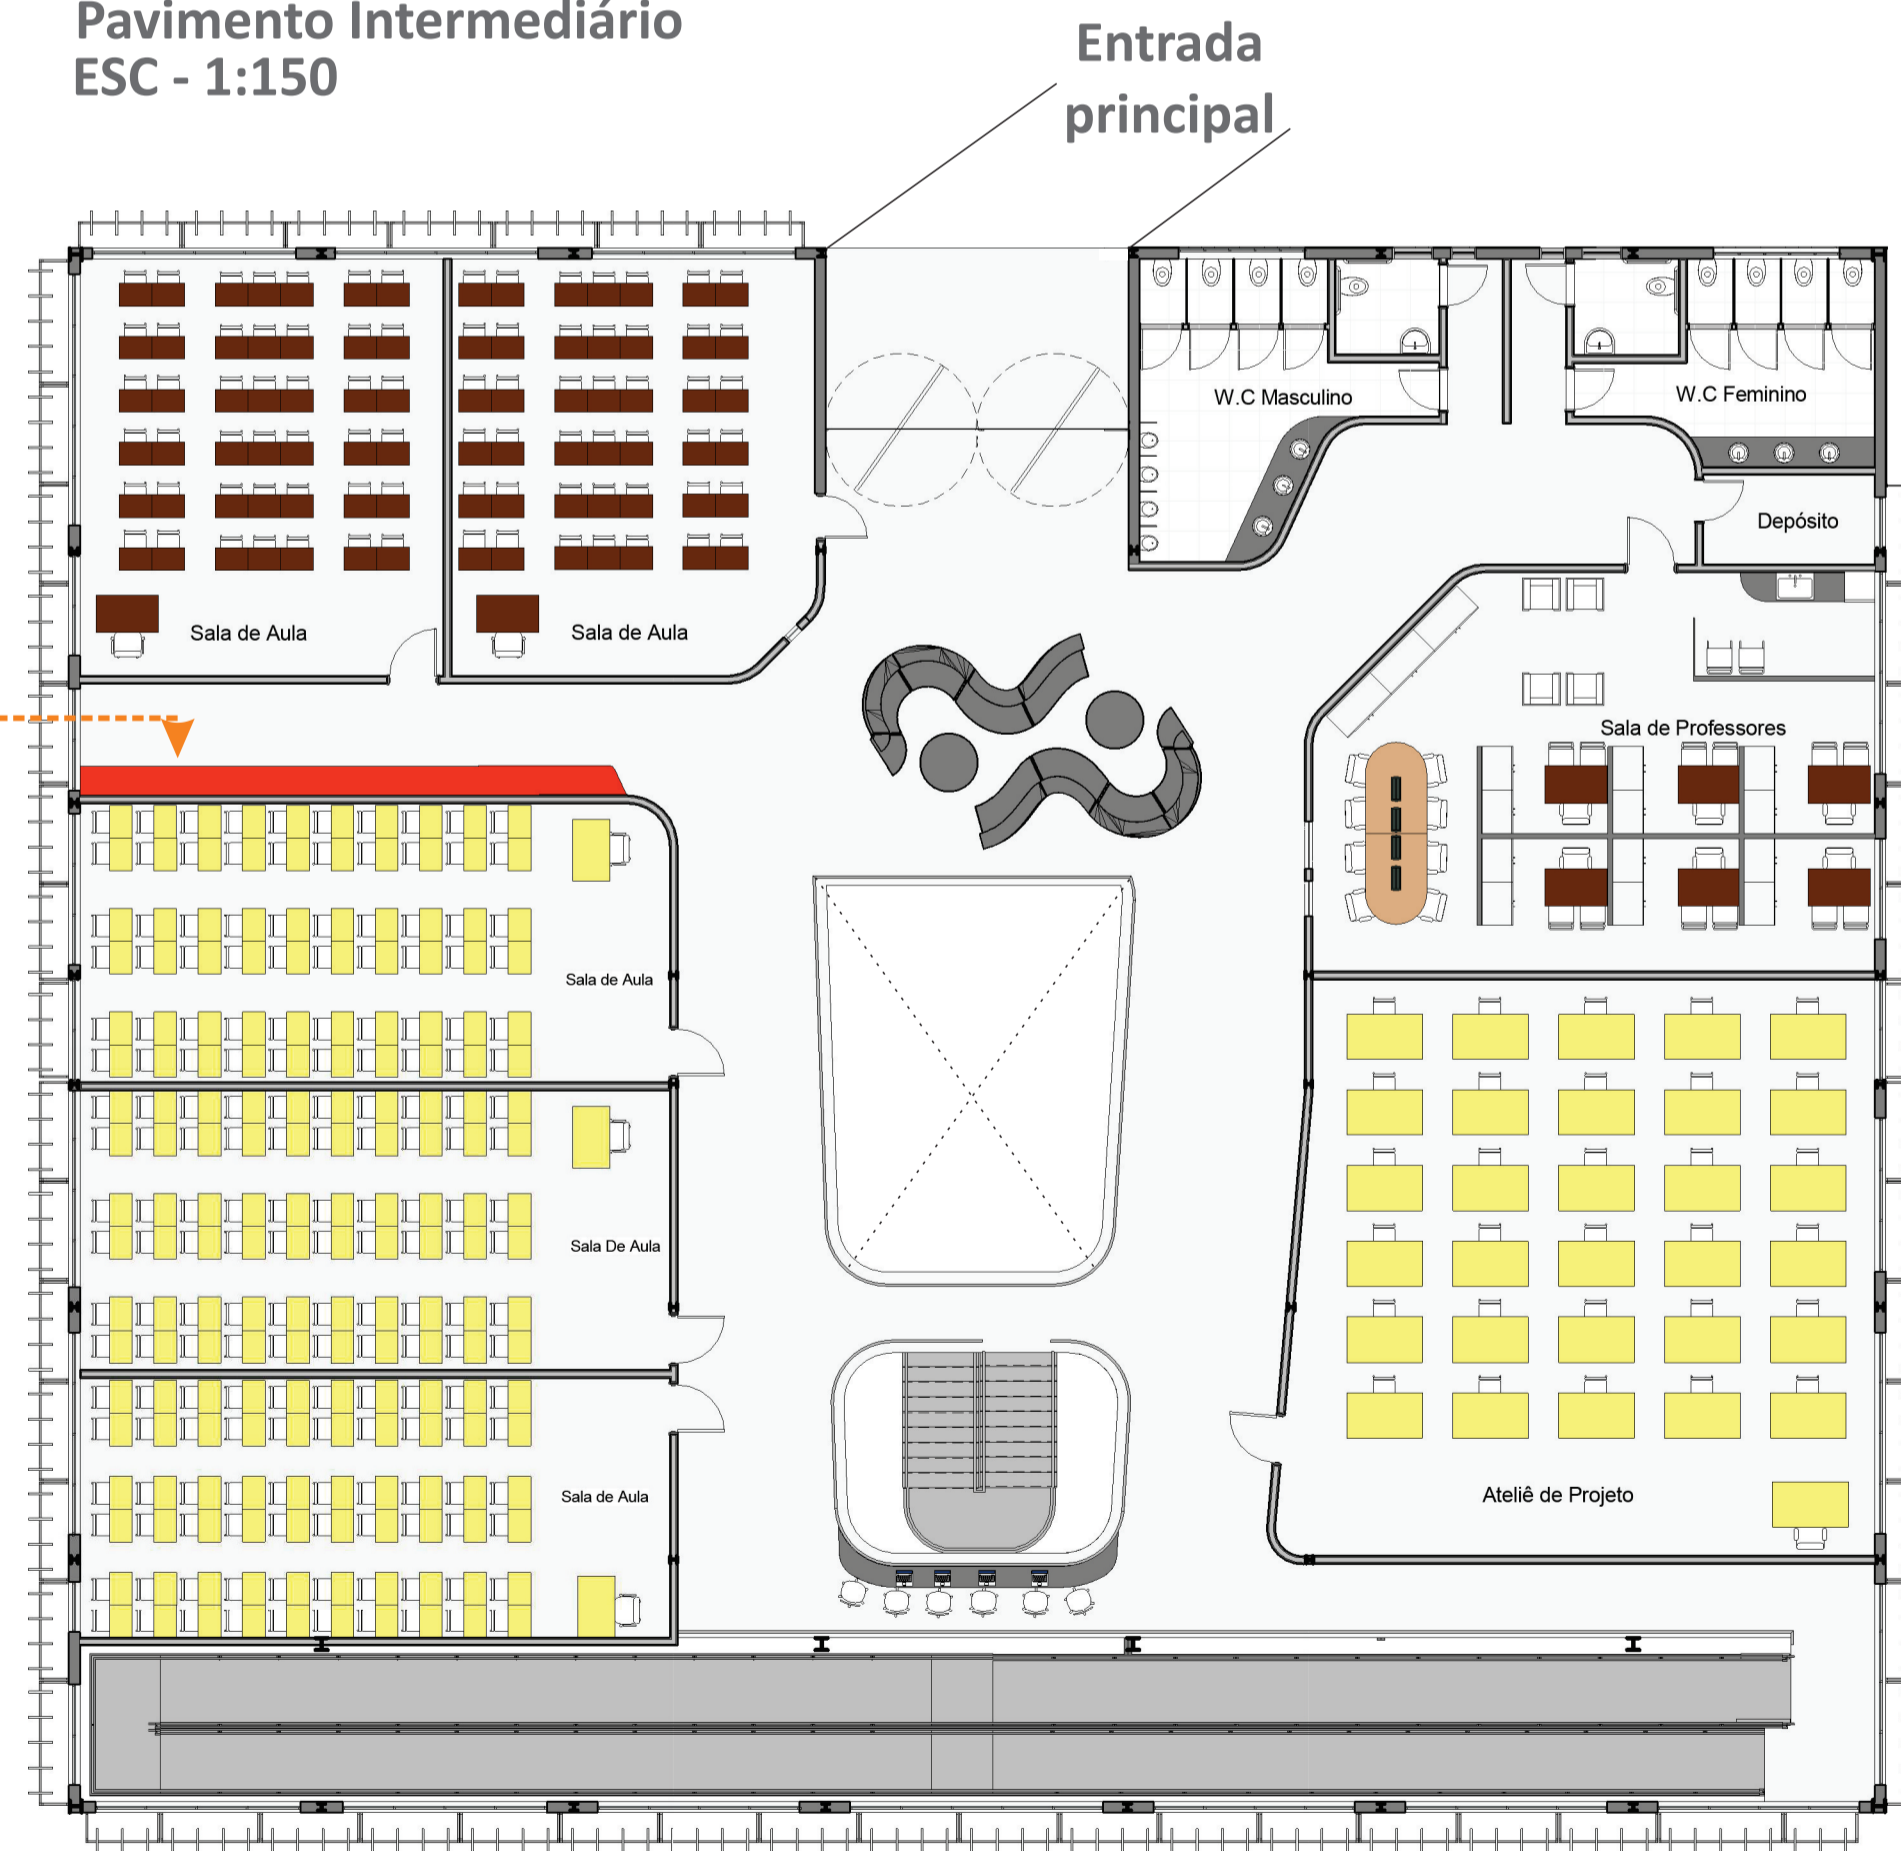 Pavimento Intermediário
ESC - 1:150
Entrada
principal
W.C Masculino
W.C Feminino
Depósito
Sala de Aula
Sala de Aula
Sala de Professores
Sala de Aula
Sala De Aula
Sala de Aula
Ateliê de Projeto